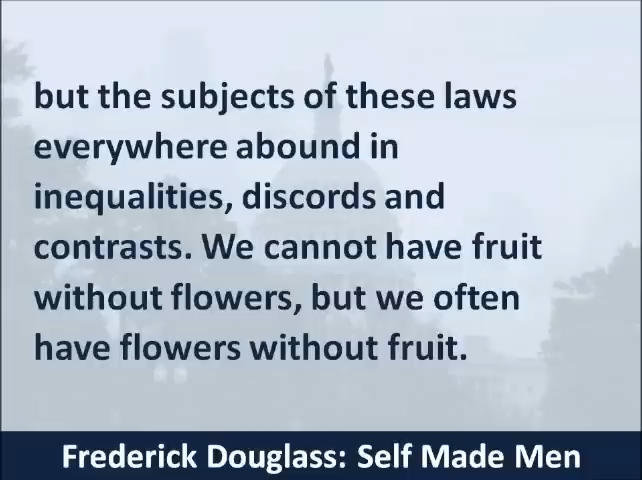 but the subjects of these laws
everywhere abound in
inequalities, discords and
contrasts. We cannot have fruit
without flowers, but we often
have flowers without fruit.
Frederick Douglass: Self Made Men